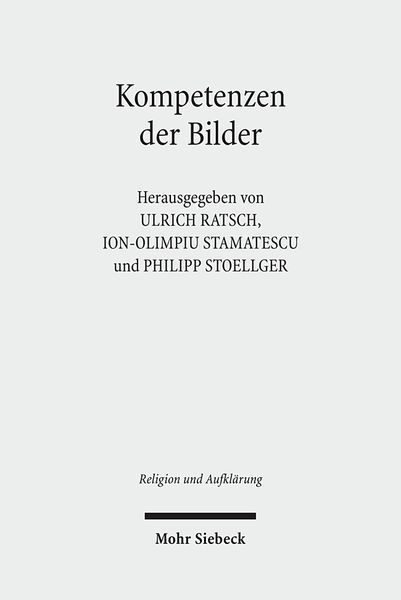 Kompetenzen
der Bilder
Herausgegeben von
ULRICH RATSCH,
ION-OLIMPIU STAMATESCU
und PHILIPP STOELLGER
Religion und Aufklärung
Mohr Siebeck